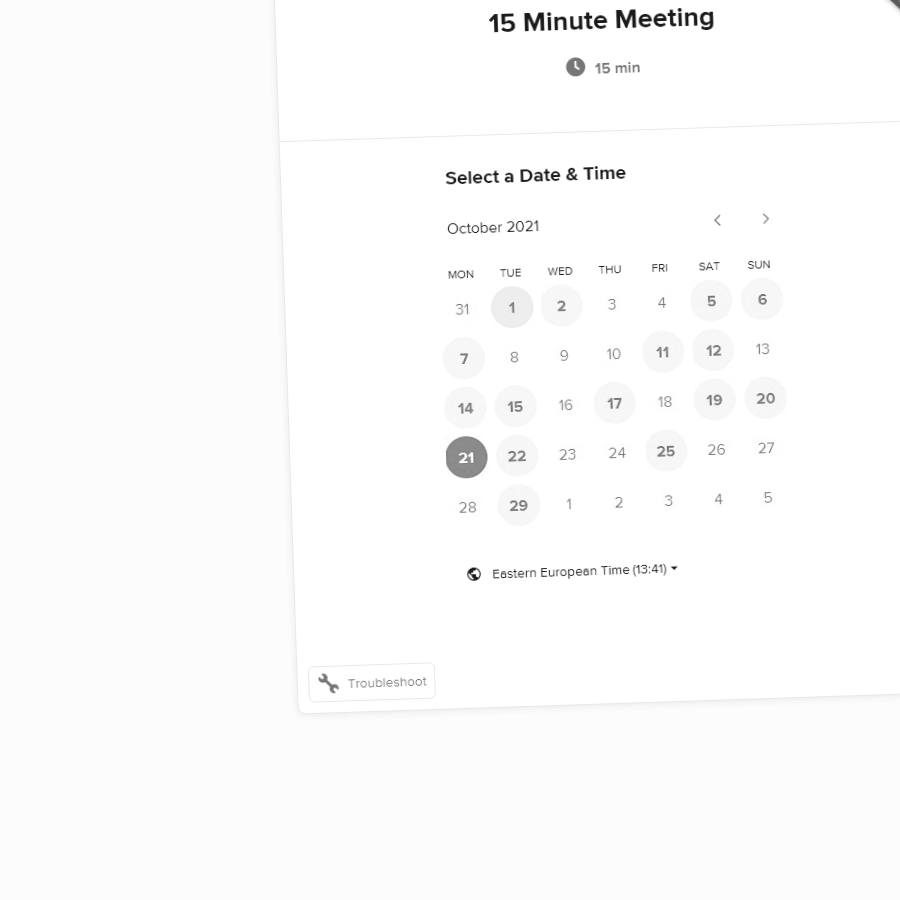 15 Minute Meeting
15 min
Select a Date & Time
October 2021
MON TUE WED THU FRI SAT SUN
31 1 2 3 4 5 6
7 8 9 10 11 12 13
14 15 16 17 18 19 20
21 22 23 24 25 26 27
28 29 1 2 3 4 5
Eastern European Time (13:41)
Troubleshoot